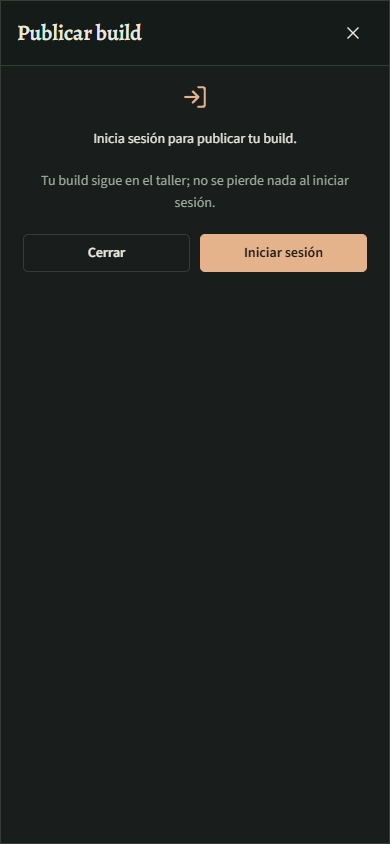 Publicar build
Inicia sesión para publicar tu build.
Tu build sigue en el taller; no se pierde nada al iniciar
sesión.
Cerrar
Iniciar sesión